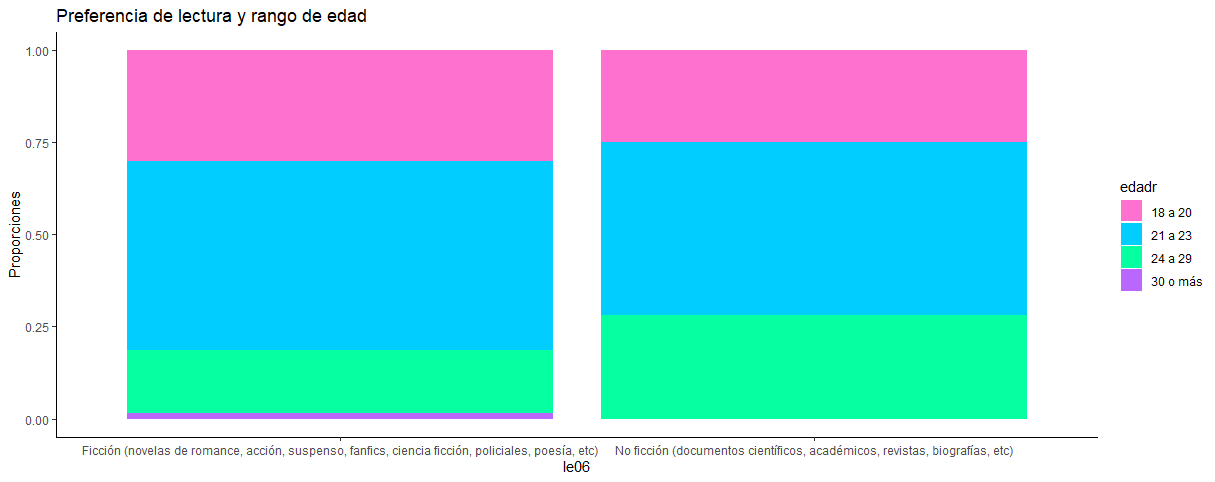 Preferencia de lectura y rango de edad
Proporciones
1.00
0.75
0.50
0.25
0.00
Ficción (novelas de romance, acción, suspenso, fanfics, ciencia ficción, policiales, poesía, etc)
No ficción (documentos científicos, académicos, revistas, biografías, etc)
le06
edadr
18 a 20
21 a 23
24 a 29
30 o más